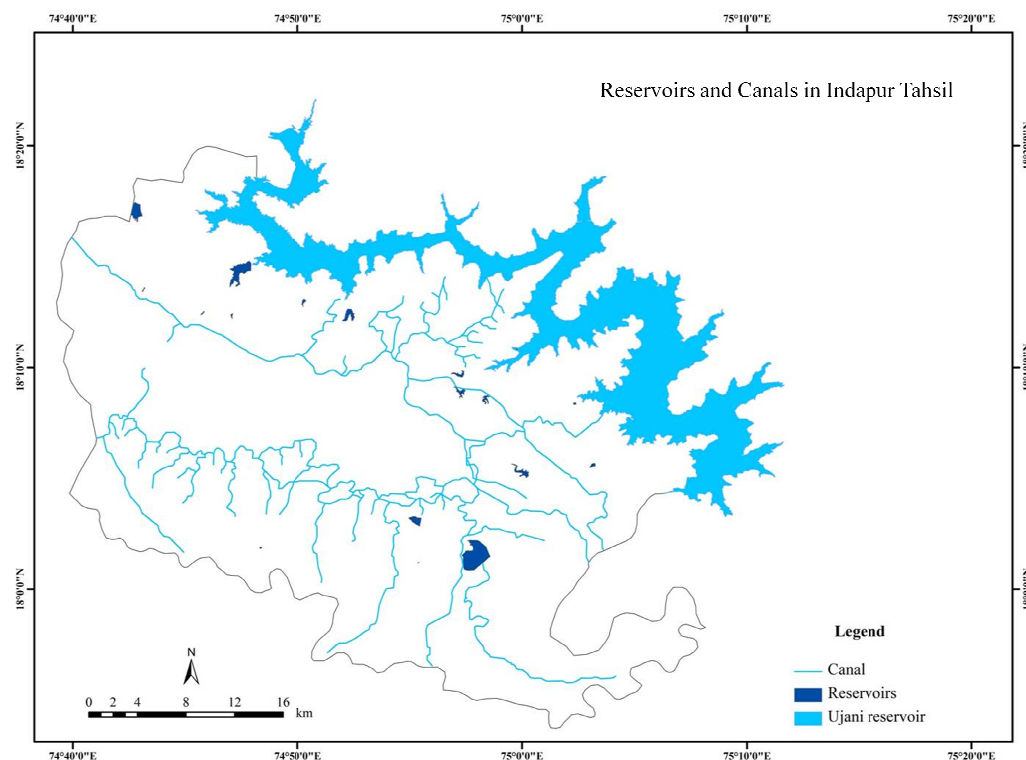 74°40'0"E 74°50'0"E 75°0'0"E 75°10'0"E 75°20'0"E
Reservoirs and Canals in Indapur Tahsil
18°20'0"N
18°10'0"N
18°0'0"N
Legend
N
Canal
0 2 4 8 12 16
km
Reservoirs
Ujani reservoir
74°40'0"E 74°50'0"E 75°0'0"E 75°10'0"E 75°20'0"E